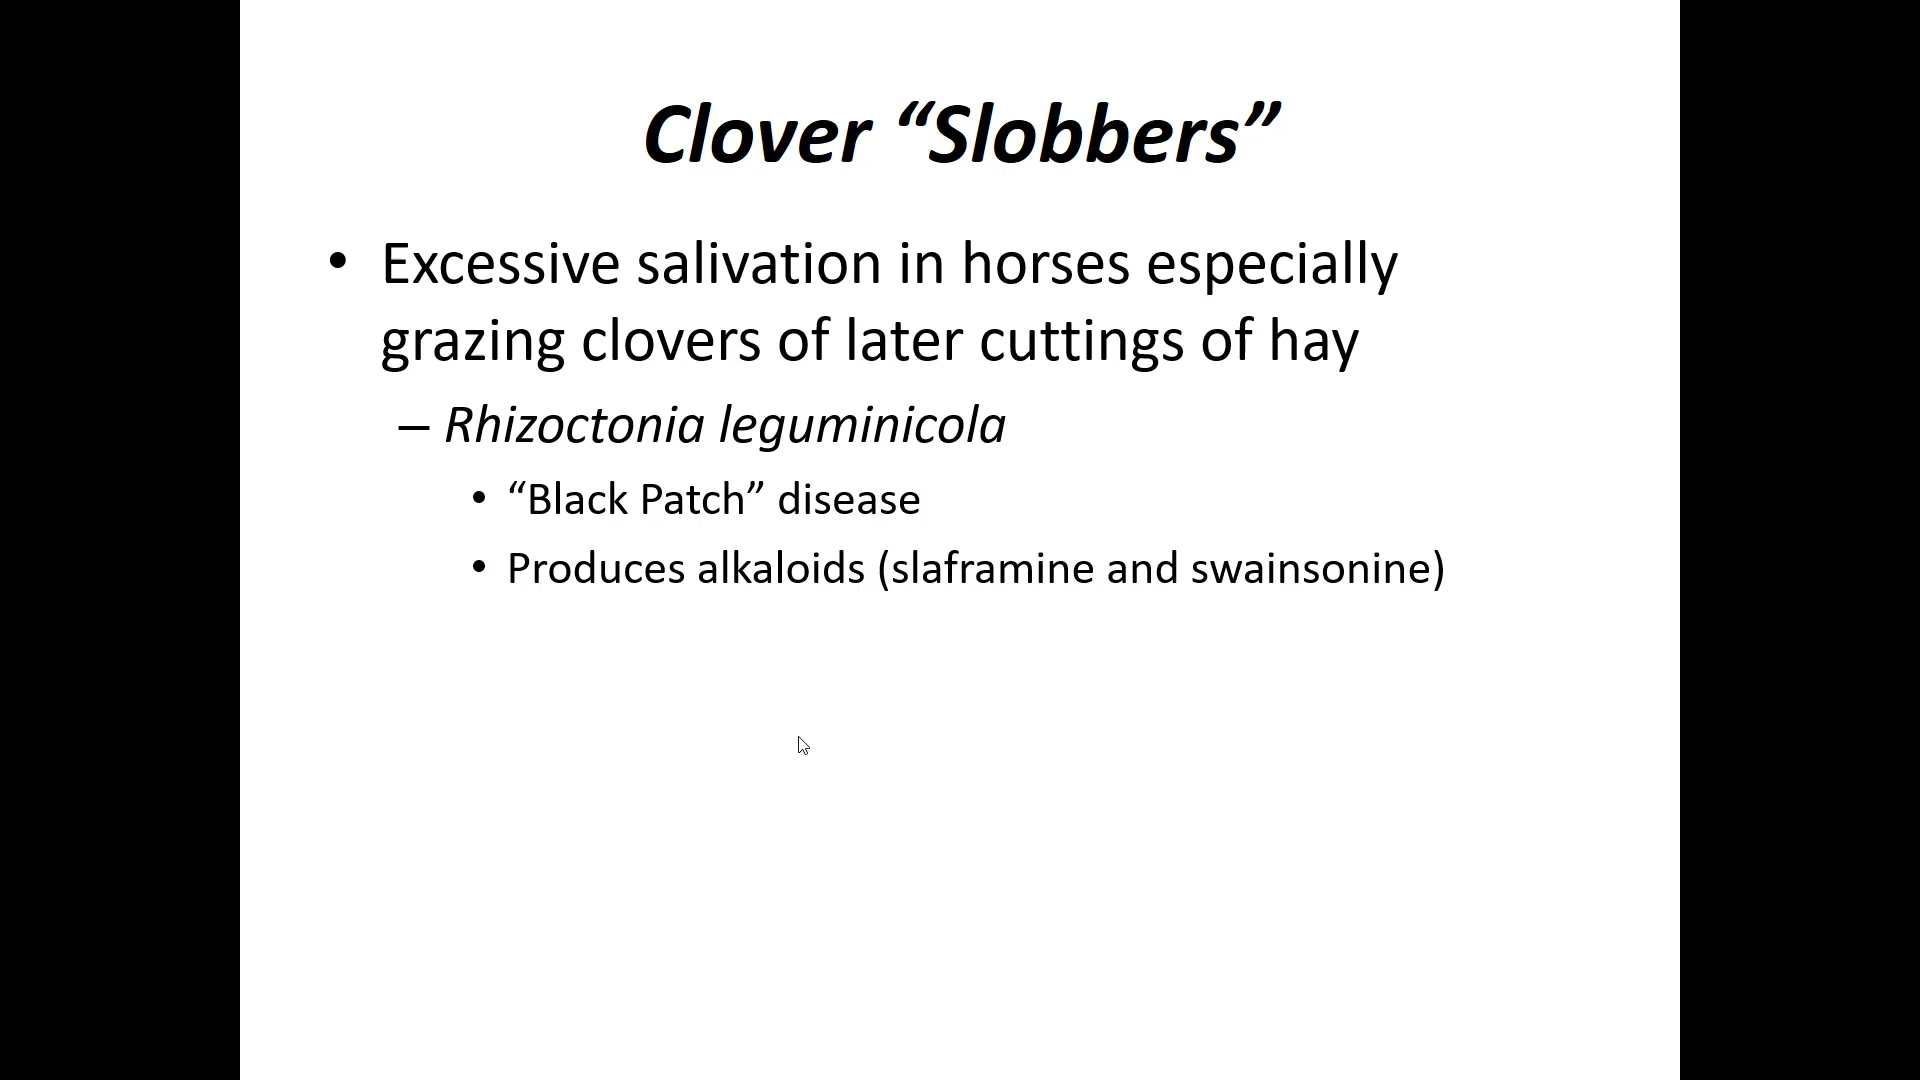 Clover “Slobbers”
• Excessive salivation in horses especially
grazing clovers of later cuttings of hay
– Rhizoctonia leguminicola
• “Black Patch” disease
• Produces alkaloids (slaframine and swainsonine)